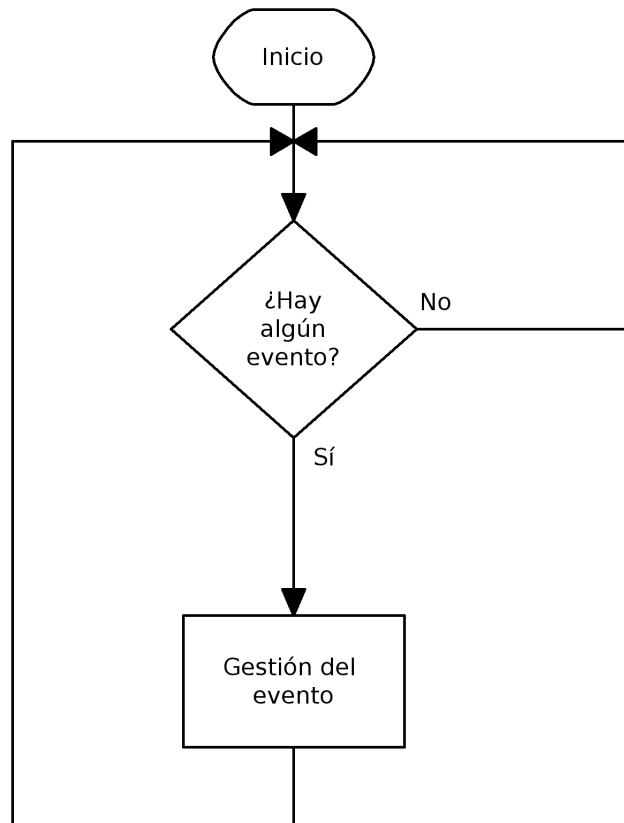 Inicio
¿Hay
algún
evento?
No
Sí
Gestión del
evento